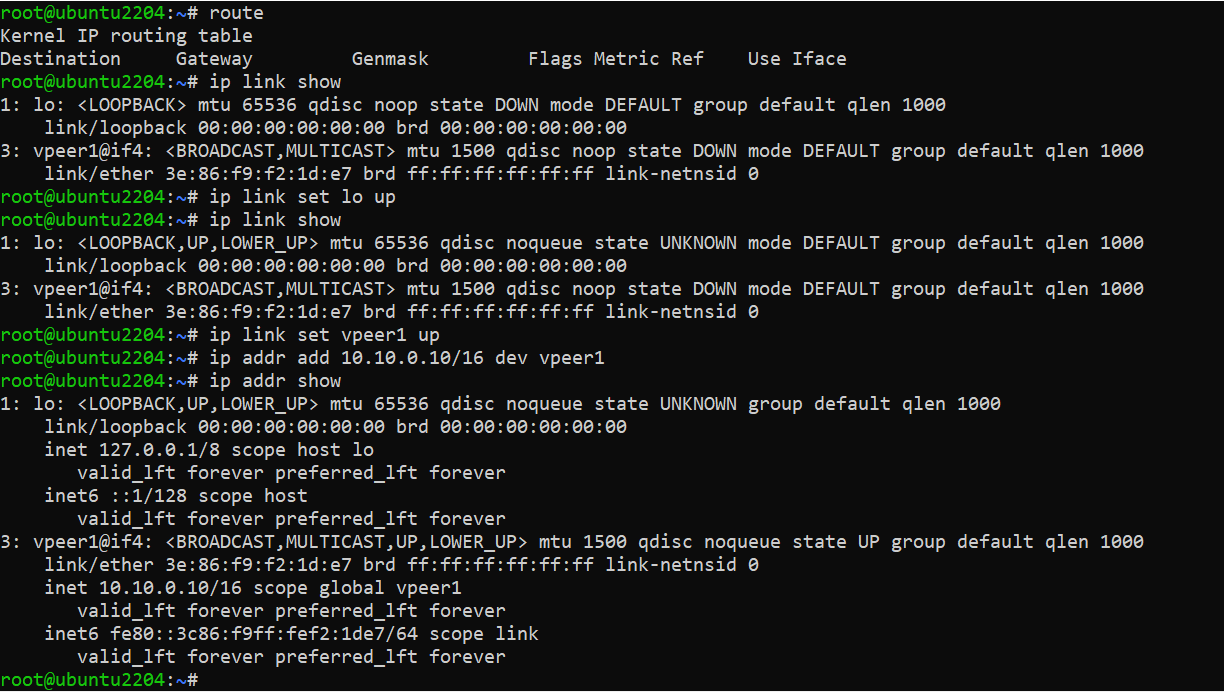 root@ubuntu2204:~# route
Kernel IP routing table
Destination     Gateway         Genmask         Flags Metric Ref    Use Iface
root@ubuntu2204:~# ip link show
1: lo: <LOOPBACK> mtu 65536 qdisc noop state DOWN mode DEFAULT group default qlen 1000
    link/loopback 00:00:00:00:00:00 brd 00:00:00:00:00:00
3: vpeer1@if4: <BROADCAST,MULTICAST> mtu 1500 qdisc noop state DOWN mode DEFAULT group default qlen 1000
    link/ether 3e:86:f9:f2:1d:e7 brd ff:ff:ff:ff:ff:ff link-netnsid 0
root@ubuntu2204:~# ip link set lo up
root@ubuntu2204:~# ip link show
1: lo: <LOOPBACK,UP,LOWER_UP> mtu 65536 qdisc noqueue state UNKNOWN mode DEFAULT group default qlen 1000
    link/loopback 00:00:00:00:00:00 brd 00:00:00:00:00:00
3: vpeer1@if4: <BROADCAST,MULTICAST> mtu 1500 qdisc noop state DOWN mode DEFAULT group default qlen 1000
    link/ether 3e:86:f9:f2:1d:e7 brd ff:ff:ff:ff:ff:ff link-netnsid 0
root@ubuntu2204:~# ip link set vpeer1 up
root@ubuntu2204:~# ip addr add 10.10.0.10/16 dev vpeer1
root@ubuntu2204:~# ip addr show
1: lo: <LOOPBACK,UP,LOWER_UP> mtu 65536 qdisc noqueue state UNKNOWN group default qlen 1000
    link/loopback 00:00:00:00:00:00 brd 00:00:00:00:00:00
    inet 127.0.0.1/8 scope host lo
       valid_lft forever preferred_lft forever
    inet6 ::1/128 scope host
       valid_lft forever preferred_lft forever
3: vpeer1@if4: <BROADCAST,MULTICAST,UP,LOWER_UP> mtu 1500 qdisc noqueue state UP group default qlen 1000
    link/ether 3e:86:f9:f2:1d:e7 brd ff:ff:ff:ff:ff:ff link-netnsid 0
    inet 10.10.0.10/16 scope global vpeer1
       valid_lft forever preferred_lft forever
    inet6 fe80::3c86:f9ff:fef2:1de7/64 scope link
       valid_lft forever preferred_lft forever
root@ubuntu2204:~#